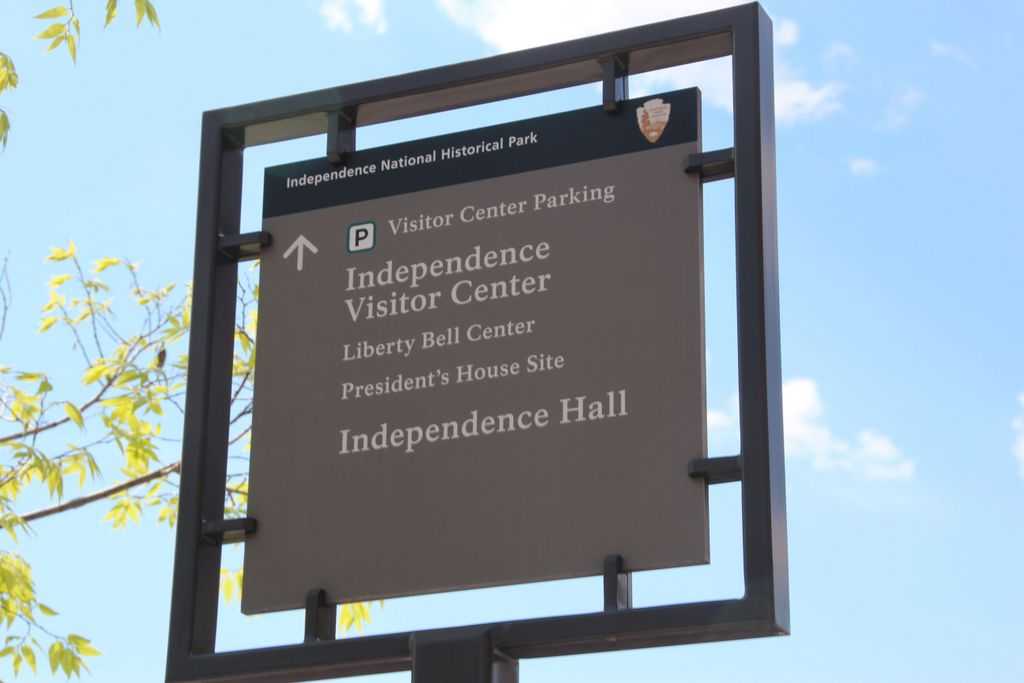 Independence National Historical Park
P Visitor Center Parking
Independence
Visitor Center
Liberty Bell Center
President's House Site
Independence Hall